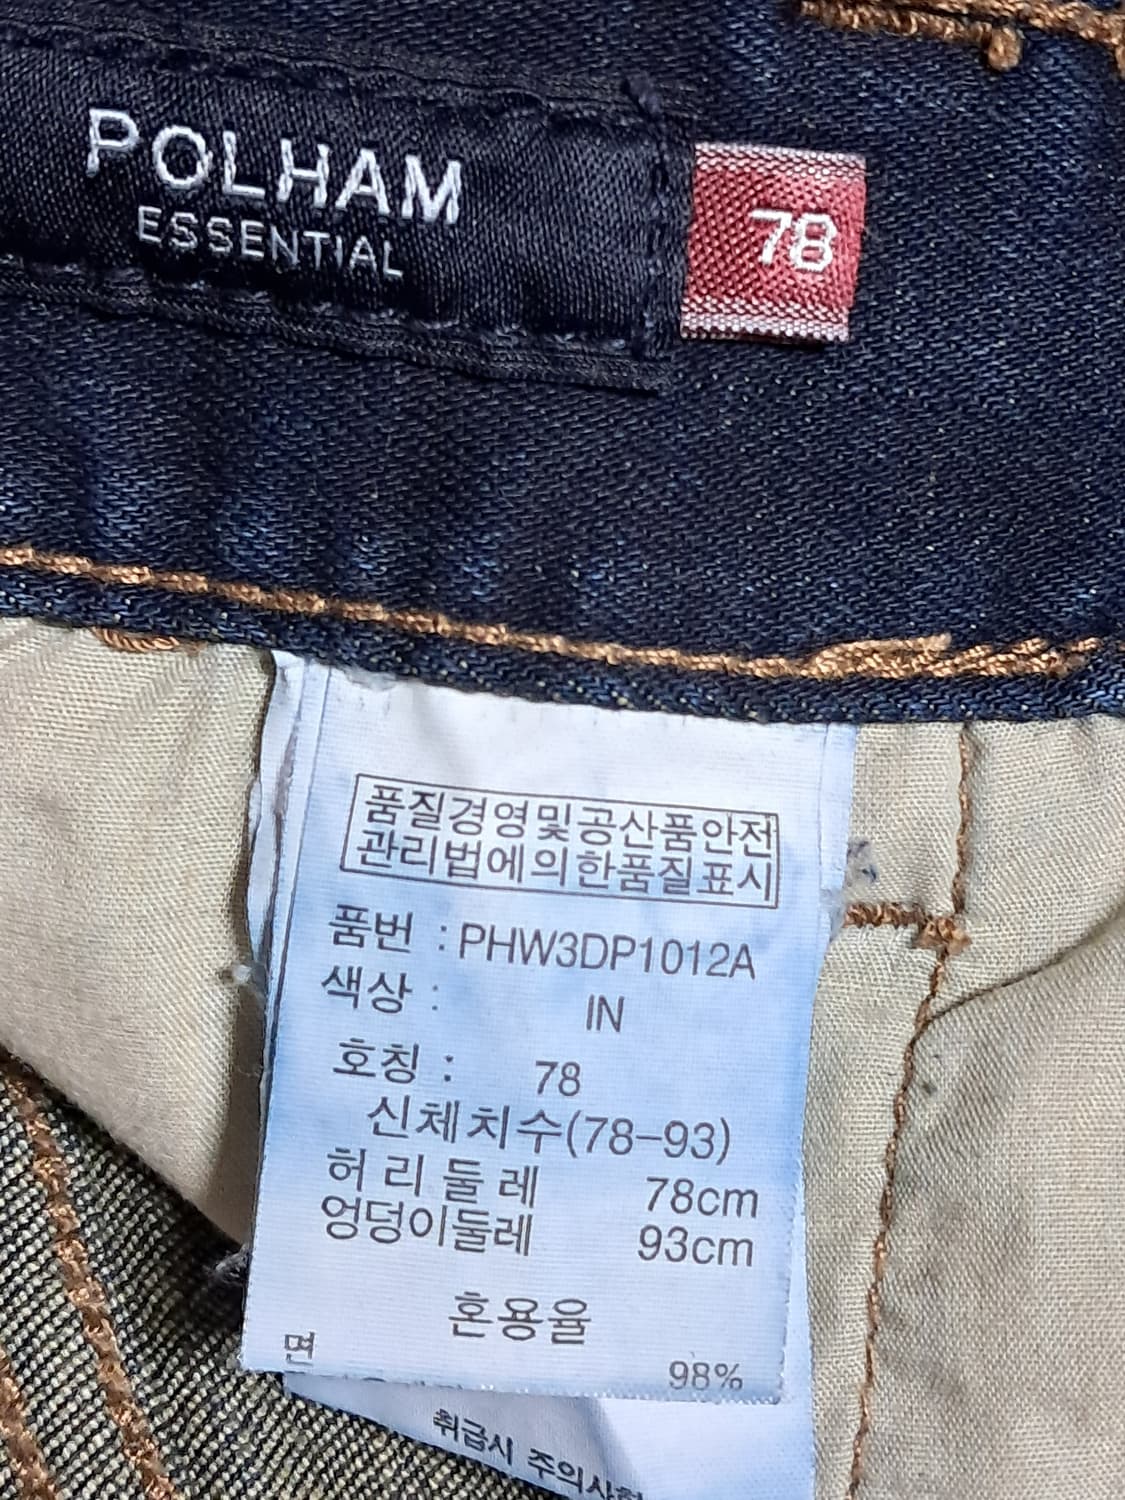 POLHAM
ESSENTIAL
78
품질경영및공산품안전
관리법에의한품질표시
품번 : PHW3DP1012A
색상 : IN
호칭 : 78
신체치수(78-93)
허리둘레 78cm
엉덩이둘레 93cm
혼용율
면 98%
취급시 주의사항